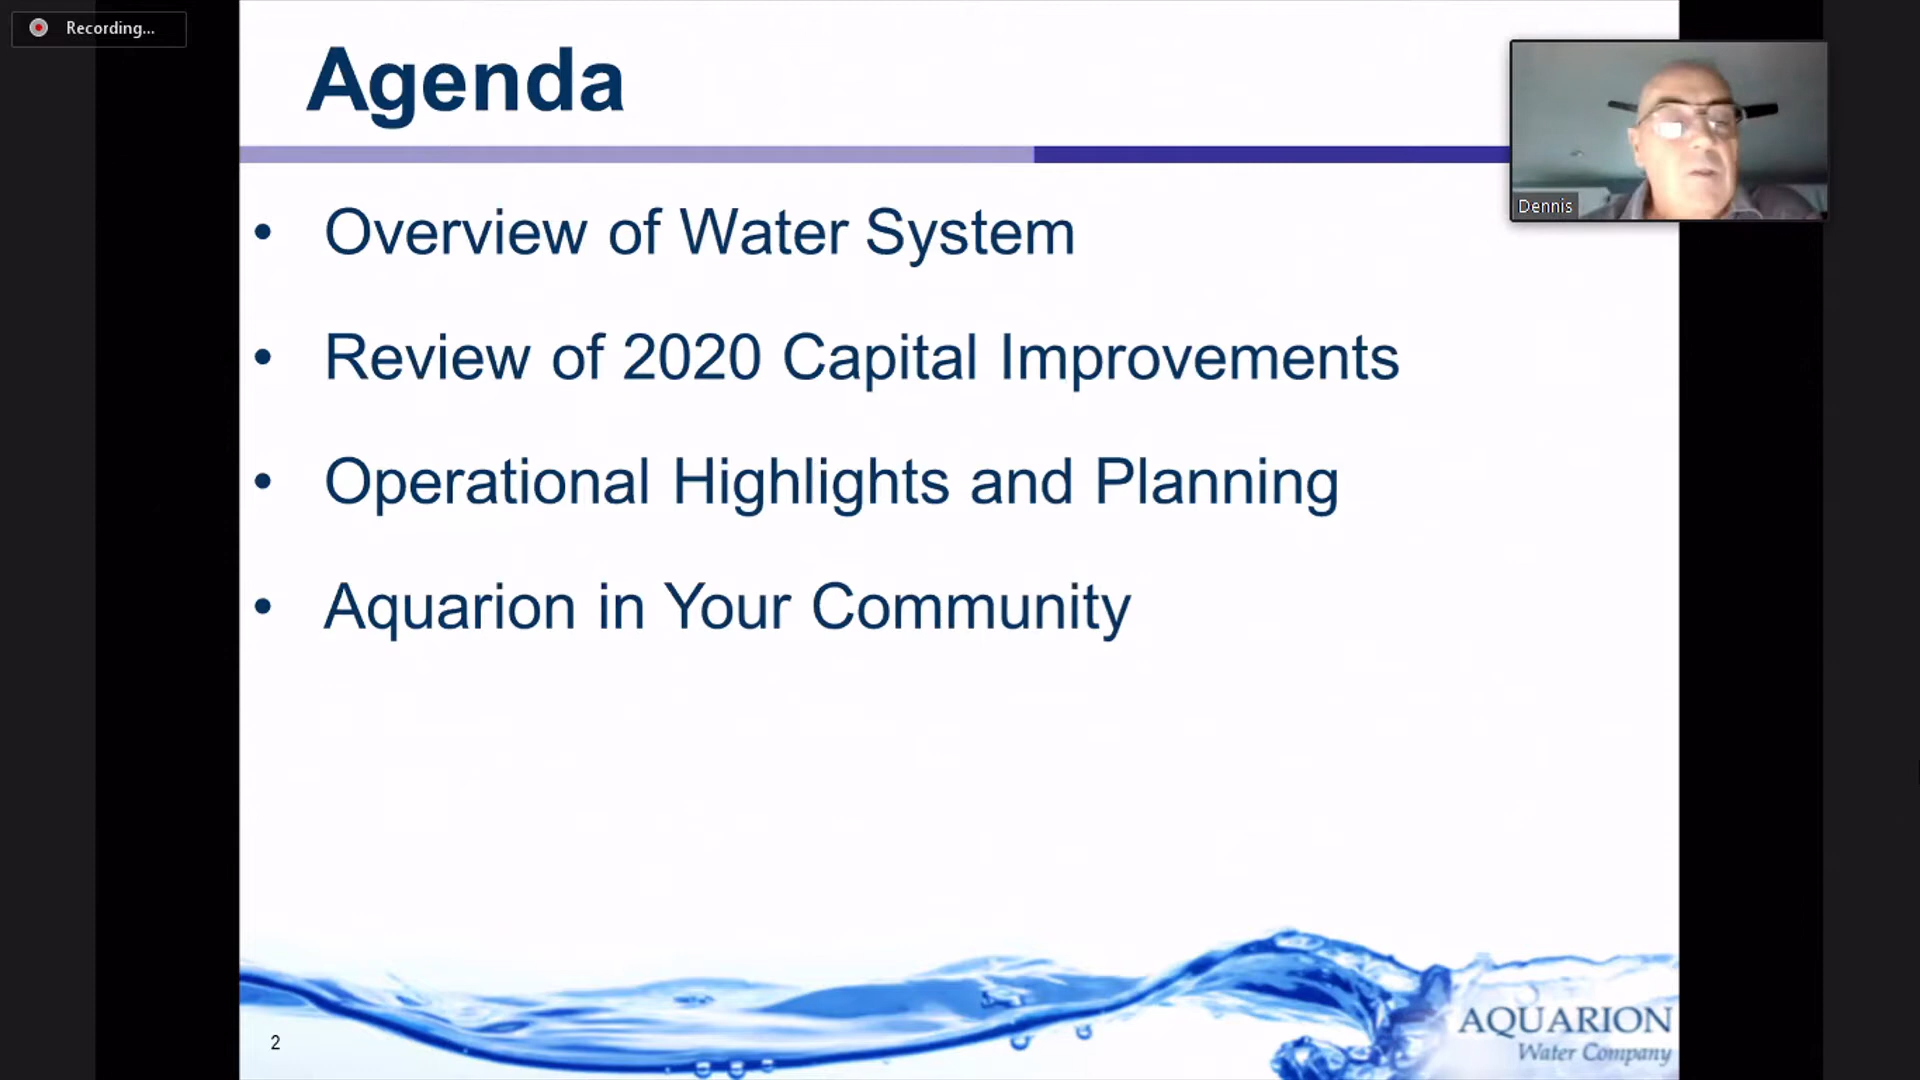 Recording...
Agenda
Dennis
• Overview of Water System
• Review of 2020 Capital Improvements
• Operational Highlights and Planning
• Aquarion in Your Community
2
AQUARION
Water Company